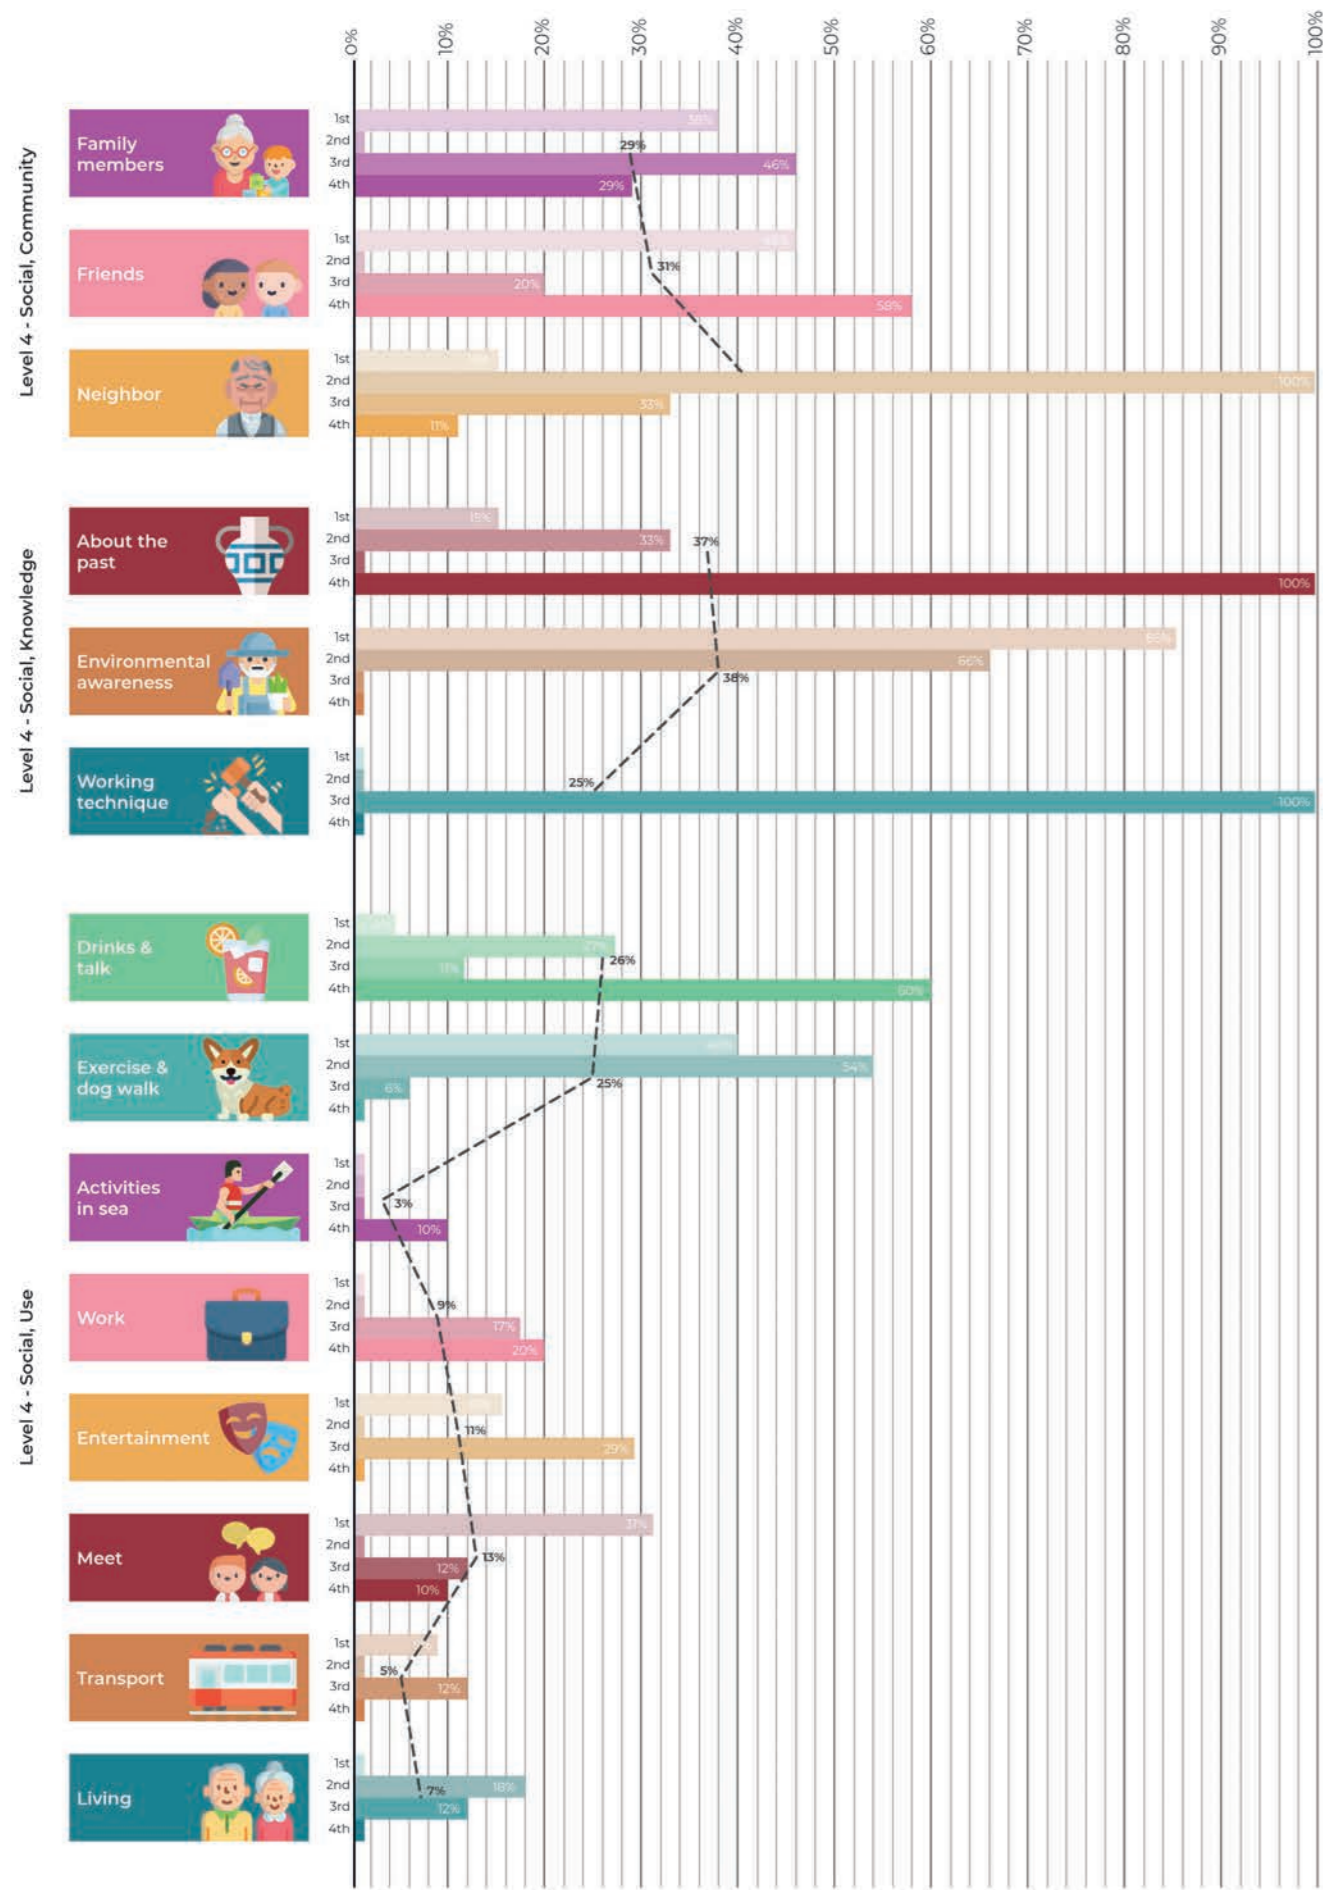 0% 10% 20% 30% 40% 50% 60% 70% 80% 90% 100%
Level 4 - Social, Community
Family
members
1st 38%
2nd
29%
3rd 46%
4th 29%
Friends
1st
2nd
31%
3rd 20%
4th 58%
Neighbor
1st
2nd 100%
3rd 33%
4th 11%
Level 4 - Social, Knowledge
About the
past
1st 15%
2nd 33%
37%
3rd
4th 100%
Environmental
awareness
1st 85%
2nd 66%
3rd
38%
4th
Working
technique
1st
2nd
25%
3rd 100%
4th
Level 4 - Social, Use
Drinks &
talk
1st
2nd 27%
26%
3rd 11%
4th 60%
Exercise &
dog walk
1st
2nd 54%
25%
3rd 6%
4th
Activities
in sea
1st
2nd
3rd
3%
4th 10%
Work
1st
2nd
9%
3rd 17%
4th 20%
Entertainment
1st
2nd
11%
3rd 29%
4th
Meet
1st 31%
2nd
13%
3rd 12%
4th 10%
Transport
1st
2nd
5%
3rd 12%
4th
Living
1st
2nd 18%
7%
3rd 12%
4th